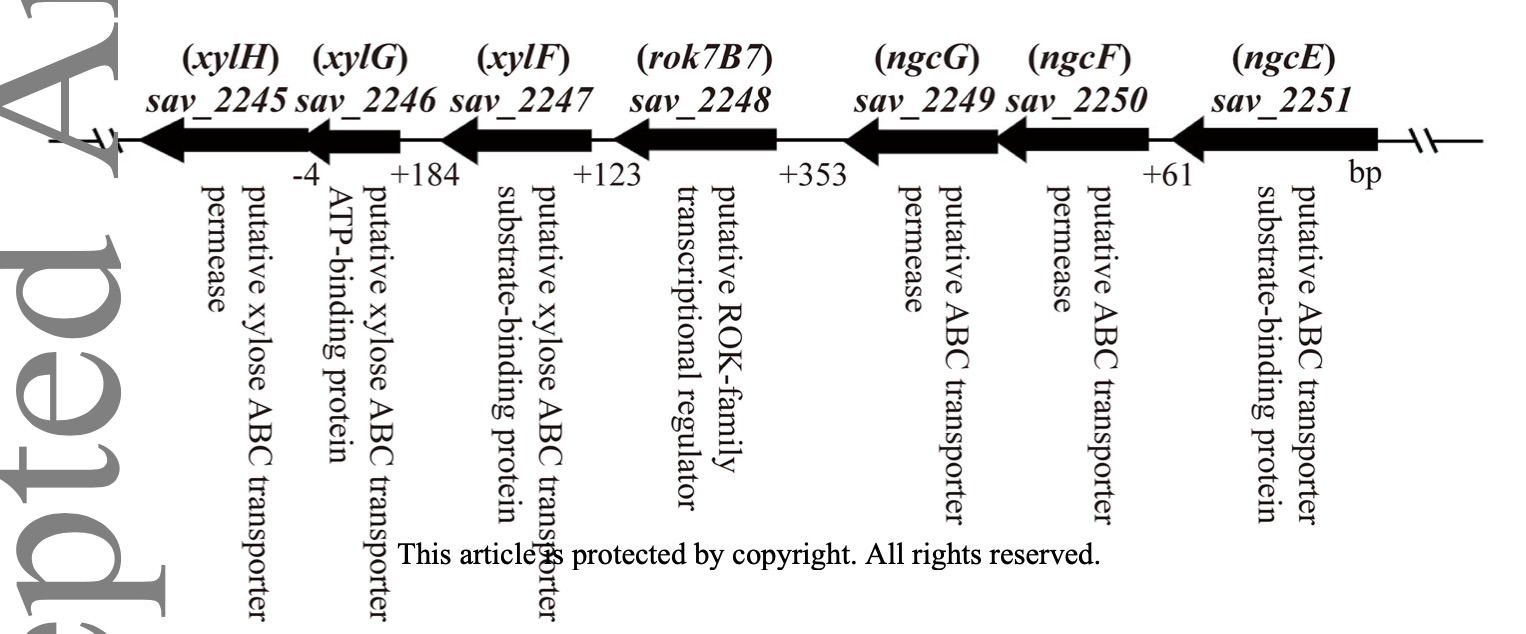 (xylH) (xylG) (xylF) (rok7B7) (ngcG) (ngcF) (ngcE)
sav_2245 sav_2246 sav_2247 sav_2248 sav_2249 sav_2250 sav_2251
-4 +184 +123 +353 +61 bp
putative xylose ABC transporter
permease
putative xylose ABC transporter
ATP-binding protein
putative xylose ABC transporter
substrate-binding protein
putative ROK-family
transcriptional regulator
putative ABC transporter
permease
putative ABC transporter
permease
putative ABC transporter
substrate-binding protein
This article is protected by copyright. All rights reserved.